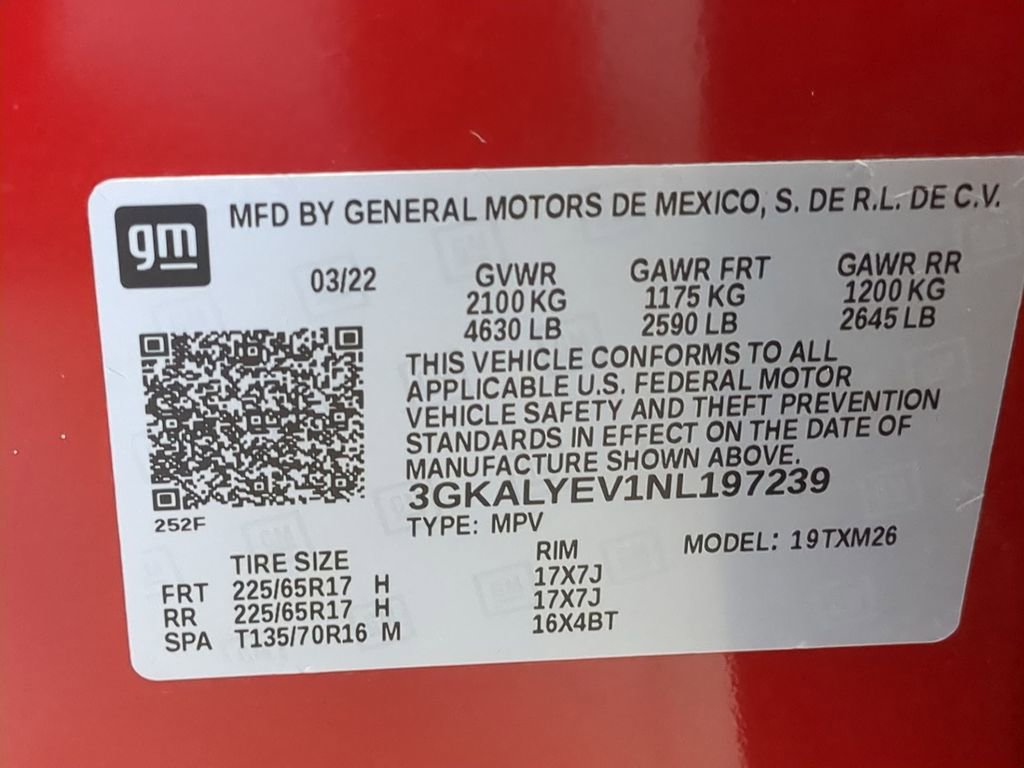 gm
MFD BY GENERAL MOTORS DE MEXICO, S. DE R.L. DE C.V.
03/22 GVWR GAWR FRT GAWR RR
2100 KG 1175 KG 1200 KG
4630 LB 2590 LB 2645 LB
THIS VEHICLE CONFORMS TO ALL
APPLICABLE U.S. FEDERAL MOTOR
VEHICLE SAFETY AND THEFT PREVENTION
STANDARDS IN EFFECT ON THE DATE OF
MANUFACTURE SHOWN ABOVE.
3GKALYEV1NL197239
252F
TYPE: MPV MODEL: 19TXM26
TIRE SIZE RIM
FRT 225/65R17 H 17X7J
RR 225/65R17 H 17X7J
SPA T135/70R16 M 16X4BT